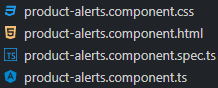 product-alerts.component.css
product-alerts.component.html
product-alerts.component.spec.ts
product-alerts.component.ts